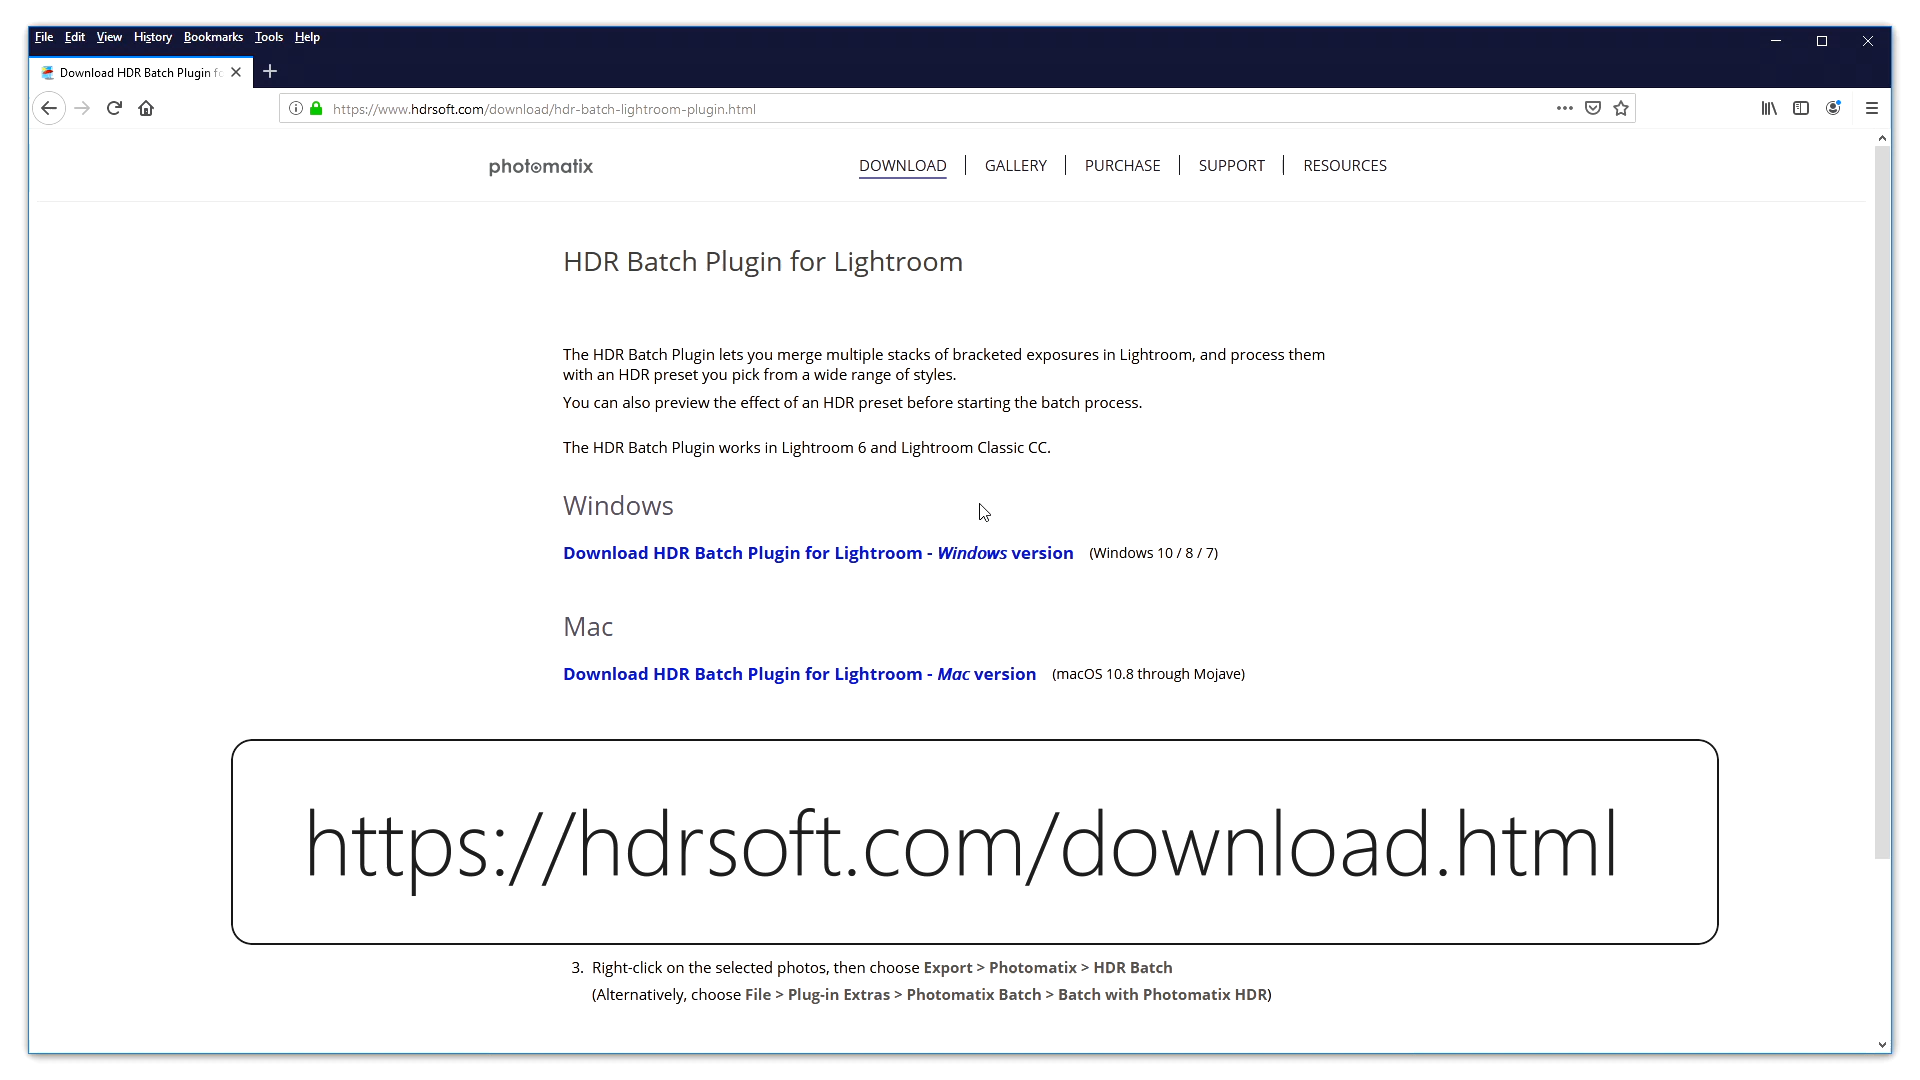 File Edit View History Bookmarks Tools Help
Download HDR Batch Plugin fo
https://www.hdrsoft.com/download/hdr-batch-lightroom-plugin.html
photomatix DOWNLOAD GALLERY PURCHASE SUPPORT RESOURCES
HDR Batch Plugin for Lightroom
The HDR Batch Plugin lets you merge multiple stacks of bracketed exposures in Lightroom, and process them
with an HDR preset you pick from a wide range of styles.
You can also preview the effect of an HDR preset before starting the batch process.
The HDR Batch Plugin works in Lightroom 6 and Lightroom Classic CC.
Windows
Download HDR Batch Plugin for Lightroom - Windows version (Windows 10 / 8 / 7)
Mac
Download HDR Batch Plugin for Lightroom - Mac version (macOS 10.8 through Mojave)
https://hdrsoft.com/download.html
3. Right-click on the selected photos, then choose Export > Photomatix > HDR Batch
(Alternatively, choose File > Plug-in Extras > Photomatix Batch > Batch with Photomatix HDR)